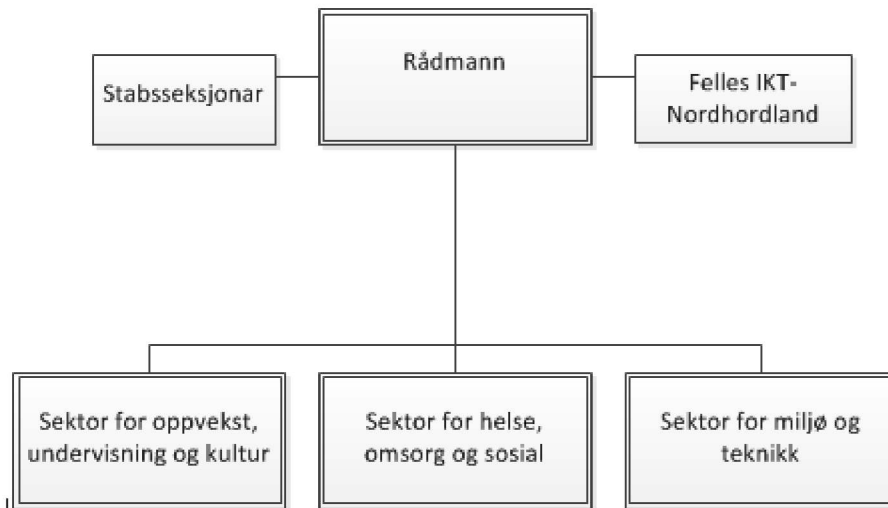 Rådmann
Stabsseksjonar
Felles IKT-
Nordhordland
Sektor for oppvekst,
undervisning og kultur
Sektor for helse,
omsorg og sosial
Sektor for miljø og
teknikk